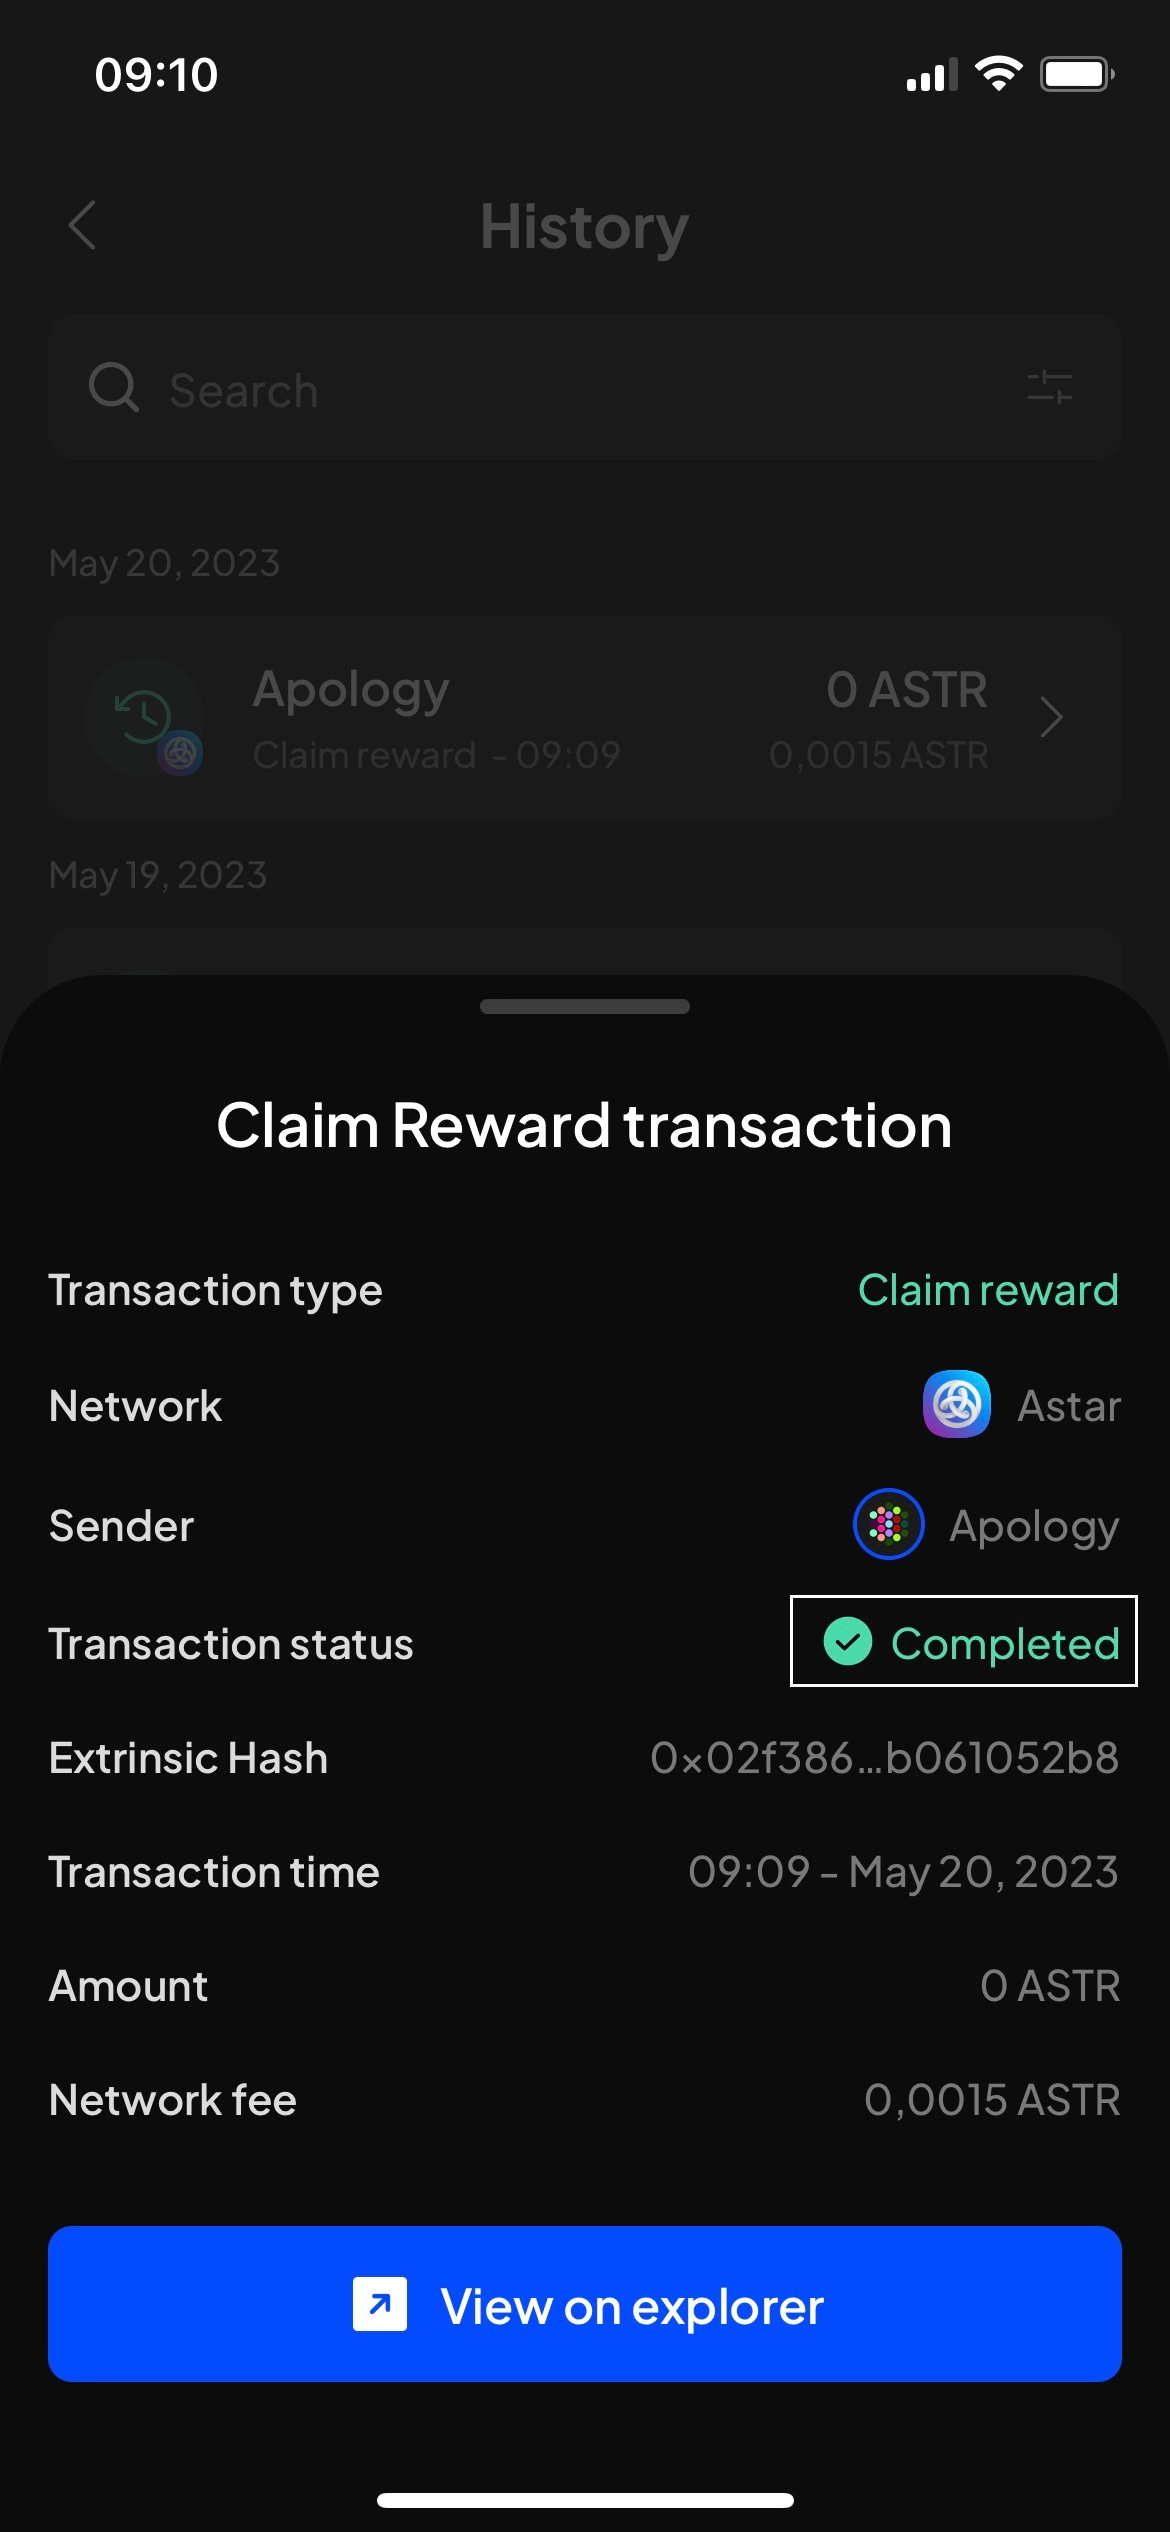 09:10
History
Search
May 20, 2023
Apology 0 ASTR
Claim reward - 09:09 0,0015 ASTR
May 19, 2023
Claim Reward transaction
Transaction type Claim reward
Network Astar
Sender Apology
Transaction status Completed
Extrinsic Hash 0x02f386...b061052b8
Transaction time 09:09 - May 20, 2023
Amount 0 ASTR
Network fee 0,0015 ASTR
View on explorer